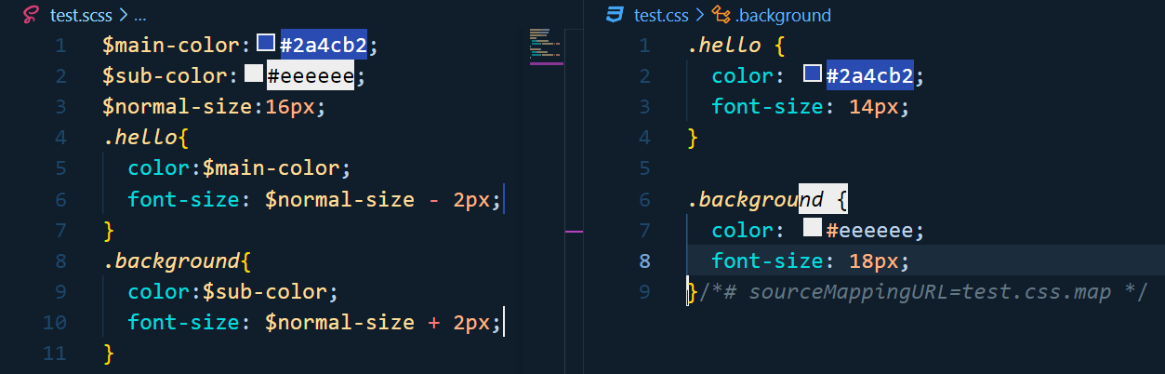 test.scss > ...
1 $main-color:#2a4cb2;
2 $sub-color: #eeeeee;
3 $normal-size:16px;
4 .hello{
5 color:$main-color;
6 font-size: $normal-size - 2px;
7 }
8 .background{
9 color:$sub-color;
10 font-size: $normal-size + 2px;
11 }
test.css > .background
1 .hello {
2 color: #2a4cb2;
3 font-size: 14px;
4 }
5
6 .background {
7 color: #eeeeee;
8 font-size: 18px;
9 }/*# sourceMappingURL=test.css.map */